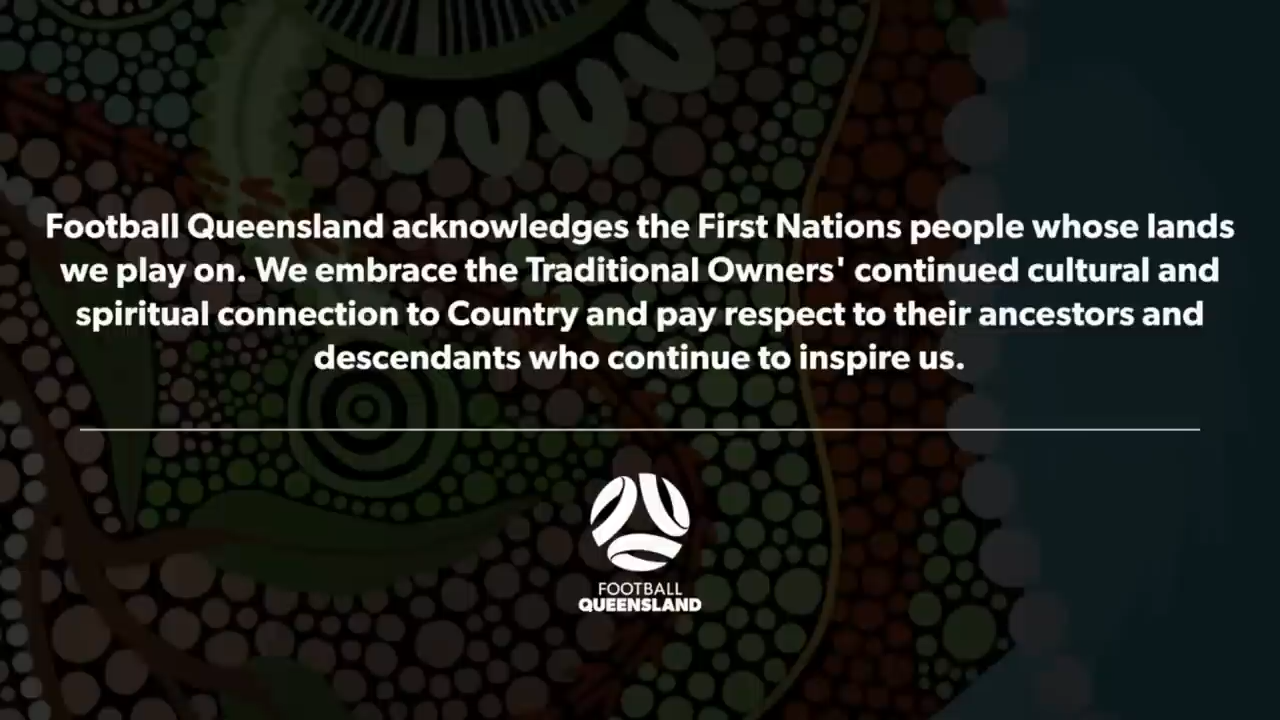 Football Queensland acknowledges the First Nations people whose lands
we play on. We embrace the Traditional Owners' continued cultural and
spiritual connection to Country and pay respect to their ancestors and
descendants who continue to inspire us.
FOOTBALL
QUEENSLAND